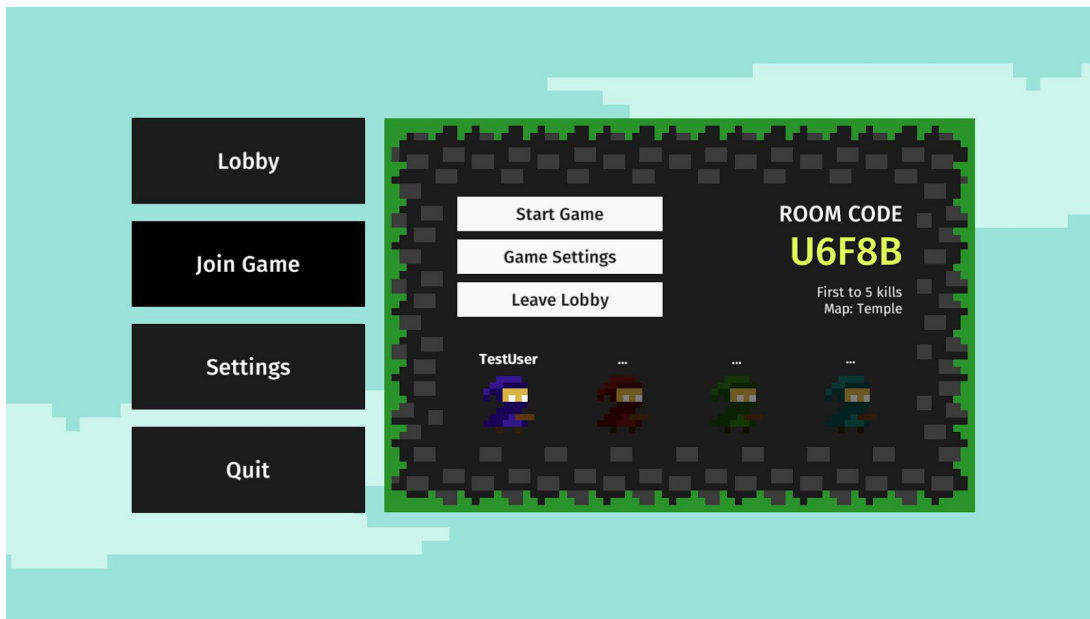 Lobby
Join Game
Settings
Quit
Start Game
Game Settings
Leave Lobby
ROOM CODE
U6F8B
First to 5 kills
Map: Temple
TestUser
...
...
...